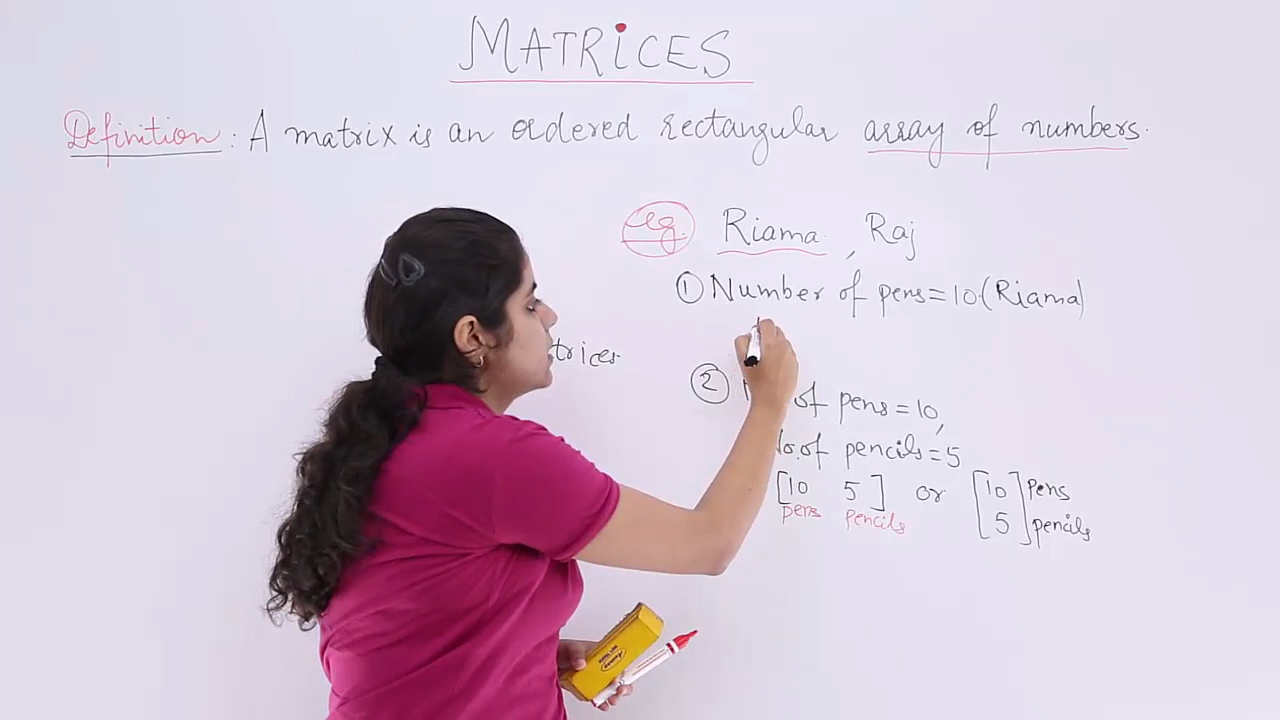 MATRICES
Definition: A matrix is an ordered rectangular array of numbers.
eg. Riama, Raj
① Number of pens = 10 (Riama)
trices
② of pens = 10,
No. of pencils = 5
[10 5] or [10 pens
pens pencils 5] pencils